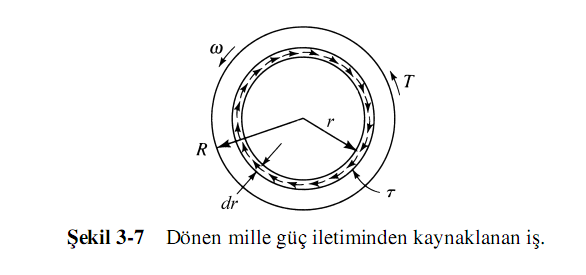 ω
T
r
R
τ
dr
Şekil 3-7 Dönen mille güç iletiminden kaynaklanan iş.